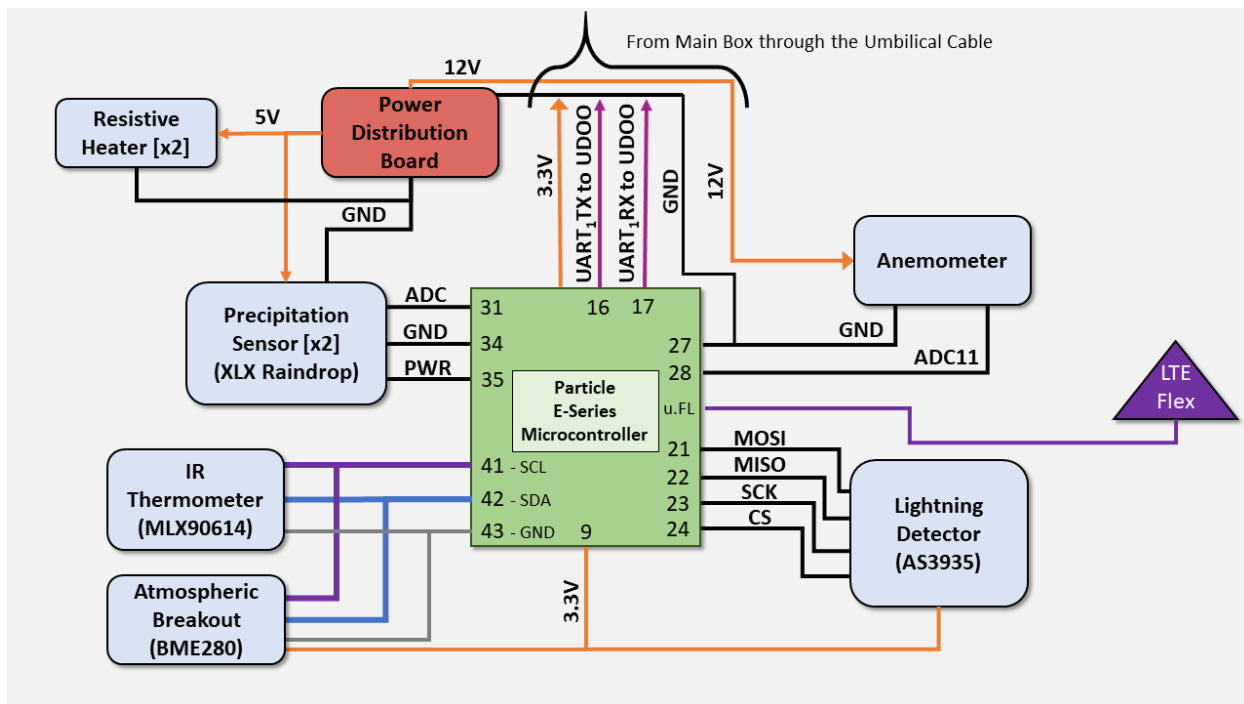 From Main Box through the Umbilical Cable
12V
Power
Distribution
Board
Resistive
Heater [x2]
5V
GND
3.3V
UART1TX to UDOO
UART1RX to UDOO
GND
12V
Anemometer
Precipitation
Sensor [x2]
(XLX Raindrop)
ADC
GND
PWR
31
34
35
16
17
27
28
u.FL
21
22
23
24
Particle
E-Series
Microcontroller
41 - SCL
42 - SDA
43 - GND
9
GND
ADC11
LTE
Flex
MOSI
MISO
SCK
CS
IR
Thermometer
(MLX90614)
Atmospheric
Breakout
(BME280)
3.3V
Lightning
Detector
(AS3935)